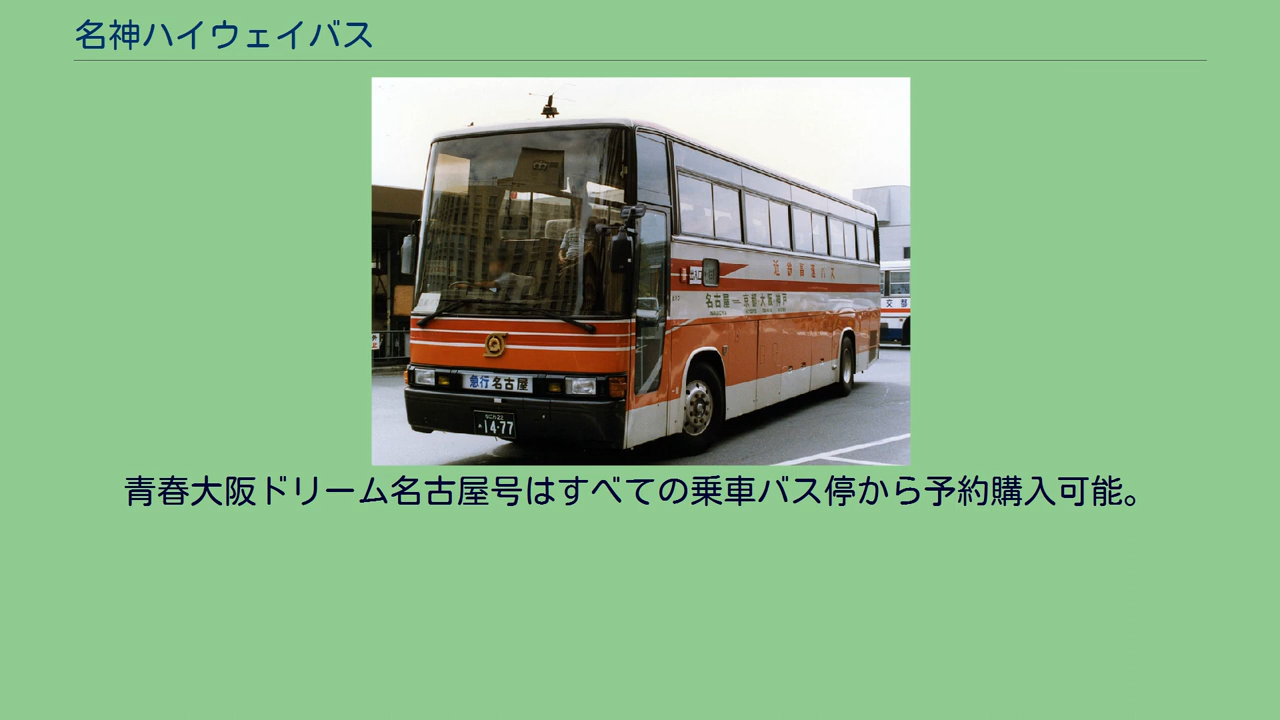 名神ハイウェイバス
近鉄高速バス
名古屋―京都・大阪・神戸
急行 名古屋
14-77
青春大阪ドリーム名古屋号はすべての乗車バス停から予約購入可能。